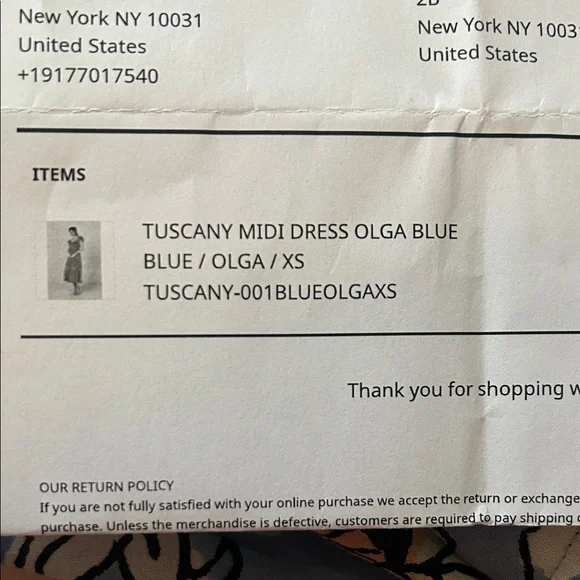 New York NY 10031
United States
+19177017540
2B
New York NY 1003
United States
ITEMS
TUSCANY MIDI DRESS OLGA BLUE
BLUE / OLGA / XS
TUSCANY-001BLUEOLGAXS
Thank you for shopping
OUR RETURN POLICY
If you are not fully satisfied with your online purchase we accept the return or exchange
purchase. Unless the merchandise is defective, customers are required to pay shipping